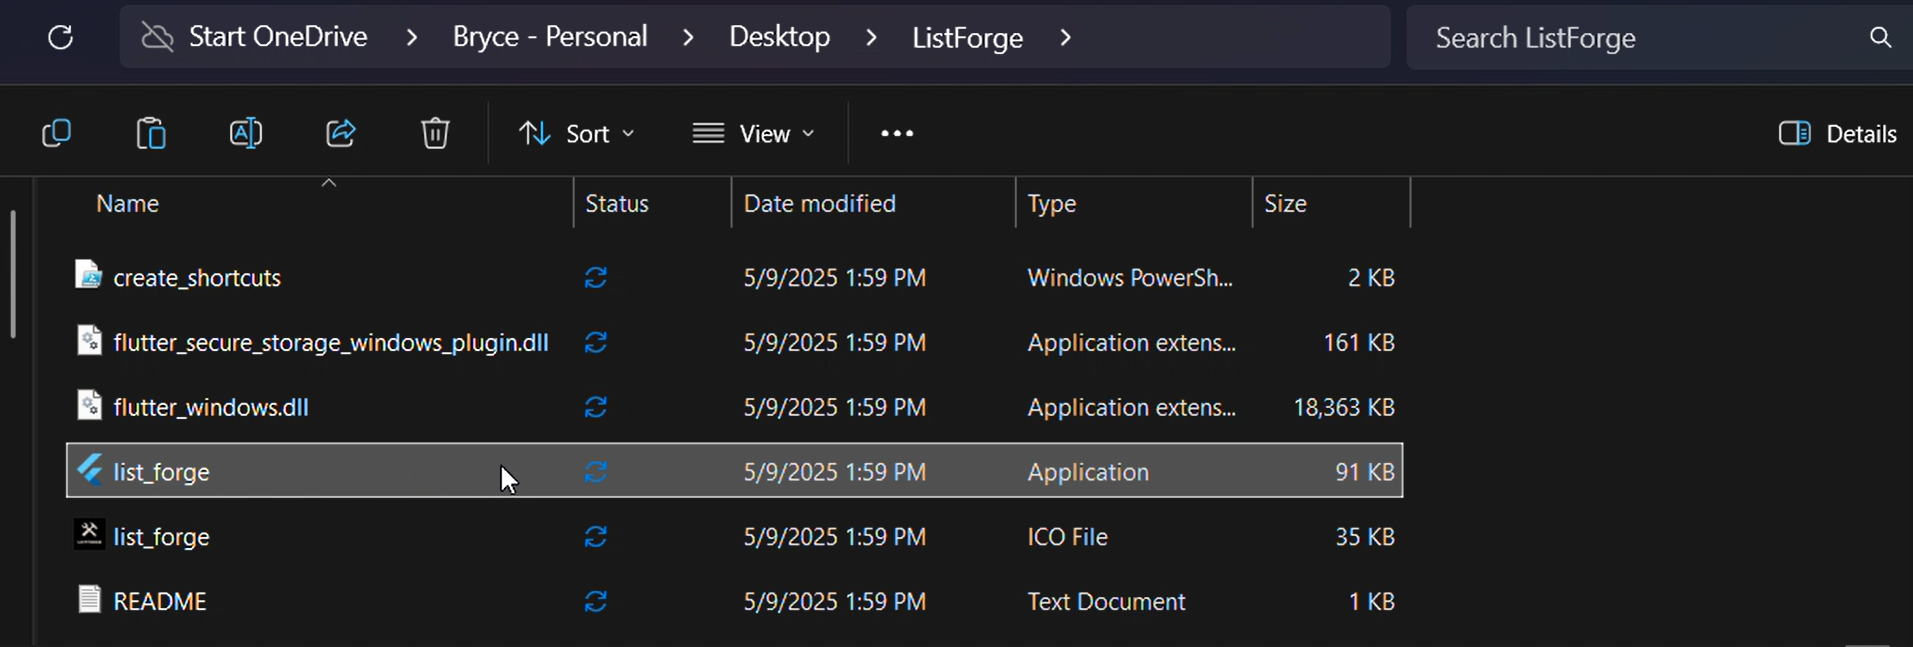 Start OneDrive > Bryce - Personal > Desktop > ListForge >
Search ListForge
Sort
View
Details
Name Status Date modified Type Size
create_shortcuts 5/9/2025 1:59 PM Windows PowerSh... 2 KB
flutter_secure_storage_windows_plugin.dll 5/9/2025 1:59 PM Application extens... 161 KB
flutter_windows.dll 5/9/2025 1:59 PM Application extens... 18,363 KB
list_forge 5/9/2025 1:59 PM Application 91 KB
list_forge 5/9/2025 1:59 PM ICO File 35 KB
README 5/9/2025 1:59 PM Text Document 1 KB